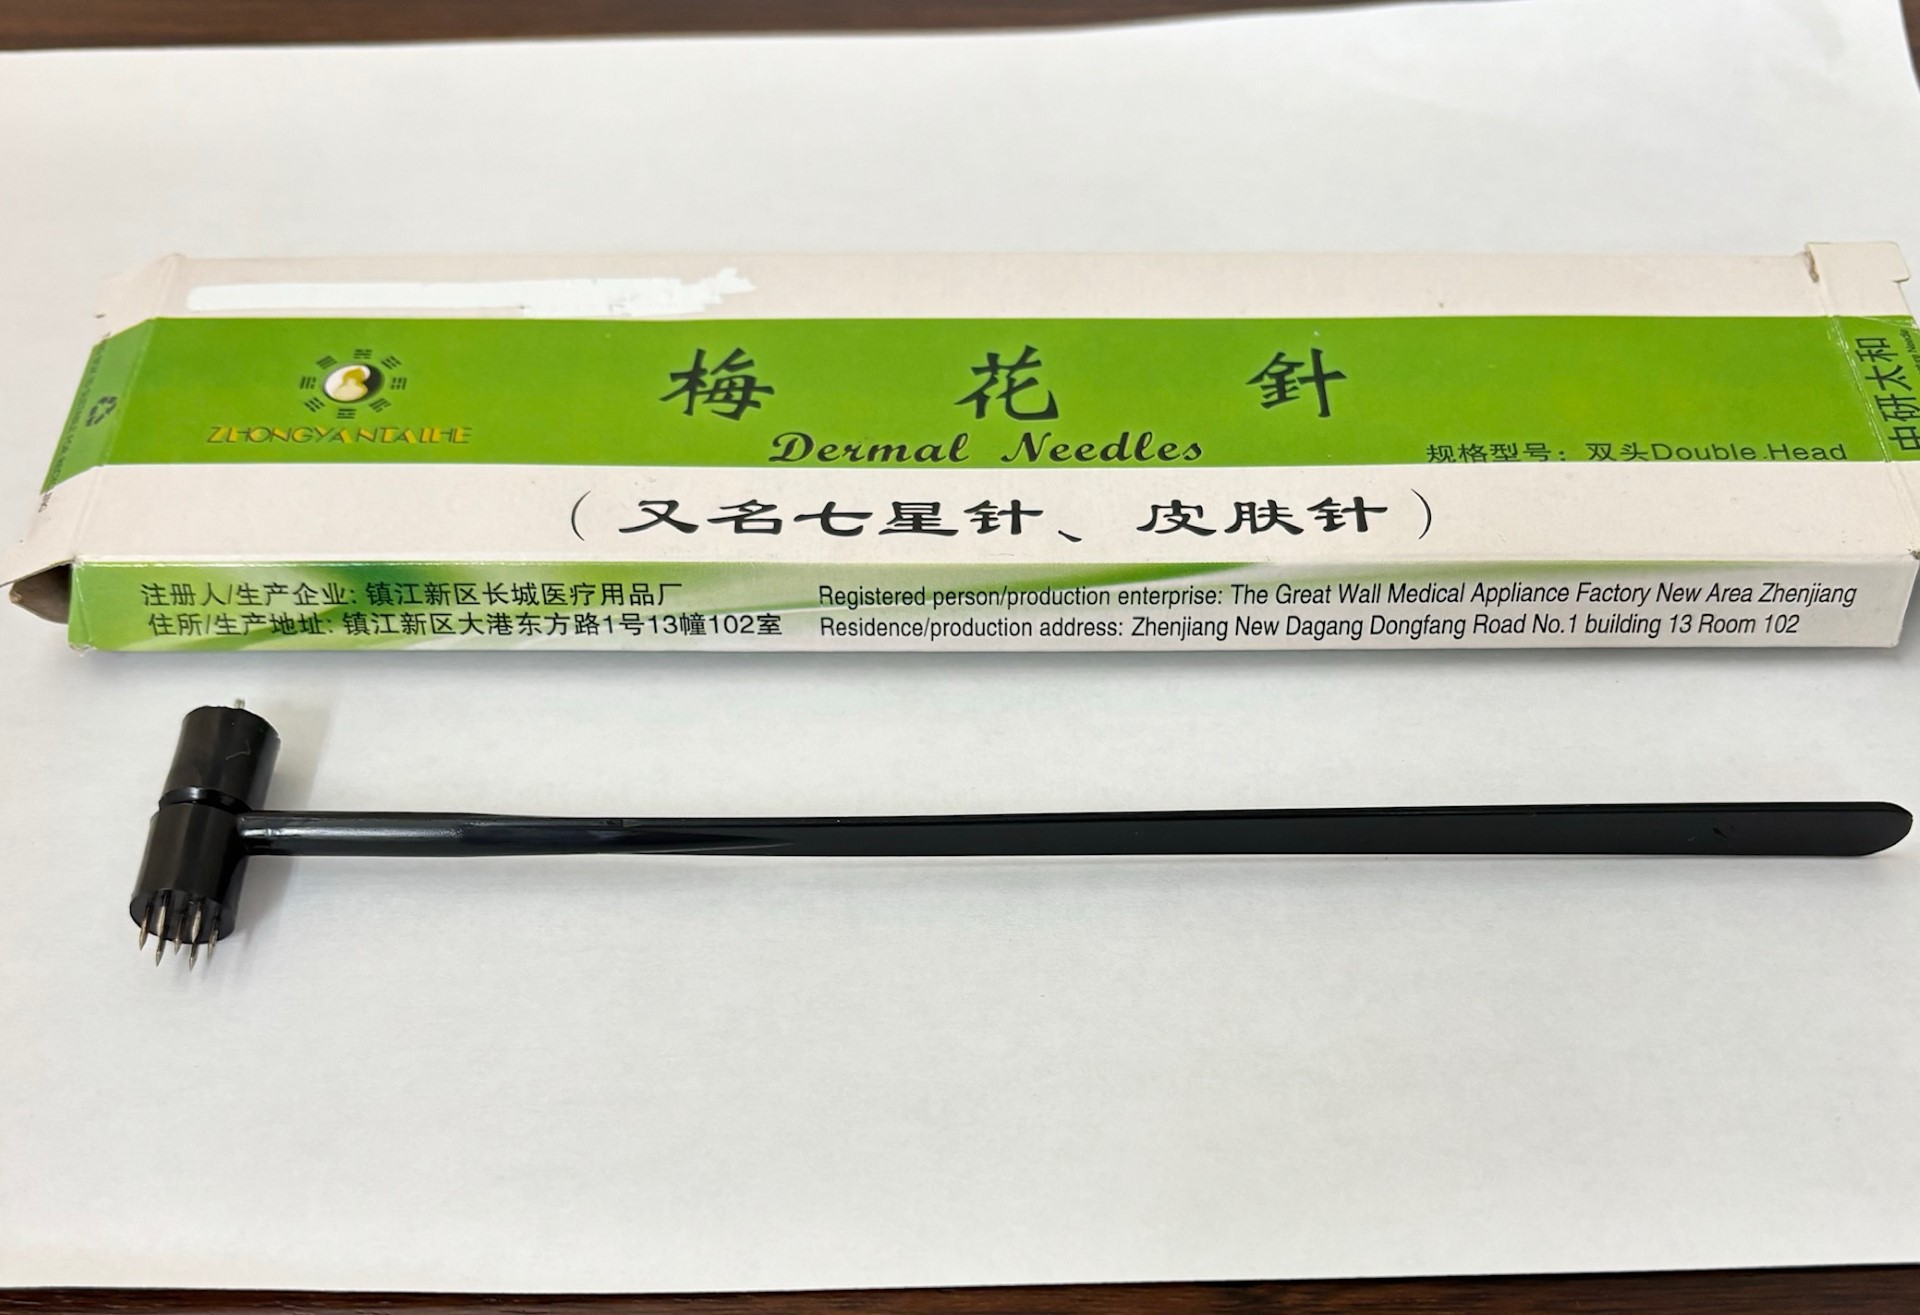 梅花針
ZHONGYANTAIHE
Dermal Needles
规格型号：双头Double Head
（又名七星针、皮肤针）
注册人/生产企业: 镇江新区长城医疗用品厂
住所/生产地址: 镇江新区大港东方路1号13幢102室
Registered person/production enterprise: The Great Wall Medical Appliance Factory New Area Zhenjiang
Residence/production address: Zhenjiang New Dagang Dongfang Road No.1 building 13 Room 102
中研太和